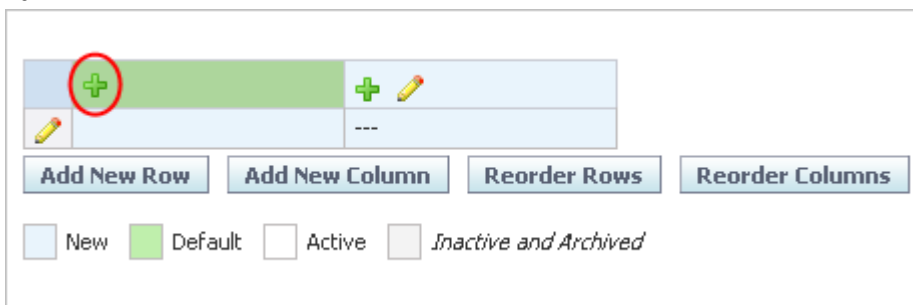 ---
Add New Row Add New Column Reorder Rows Reorder Columns
New Default Active Inactive and Archived